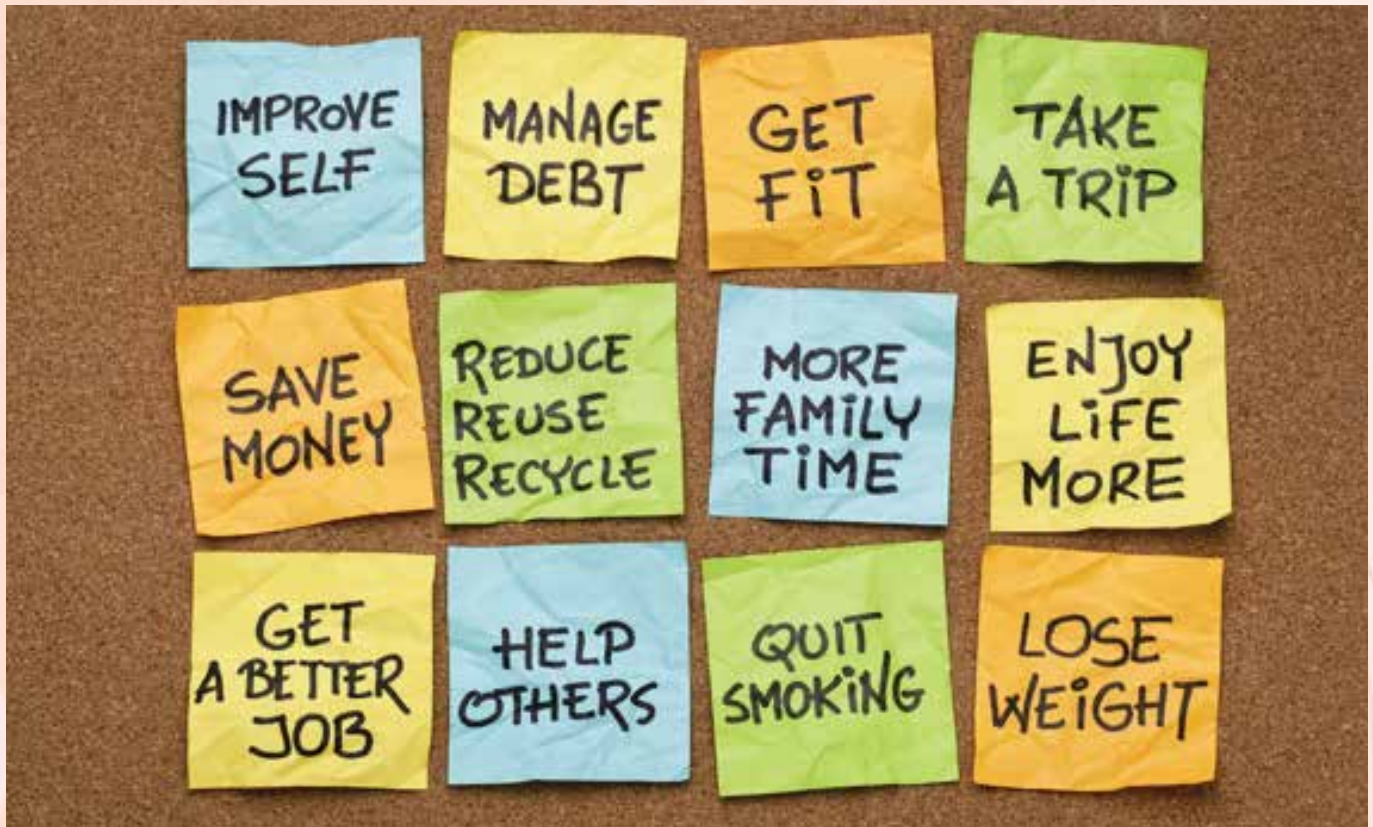 IMPROVE
SELF
MANAGE
DEBT
GET
FIT
TAKE
A TRIP
SAVE
MONEY
REDUCE
REUSE
RECYCLE
MORE
FAMILY
TIME
ENJOY
LIFE
MORE
GET
A BETTER
JOB
HELP
OTHERS
QUIT
SMOKING
LOSE
WEIGHT